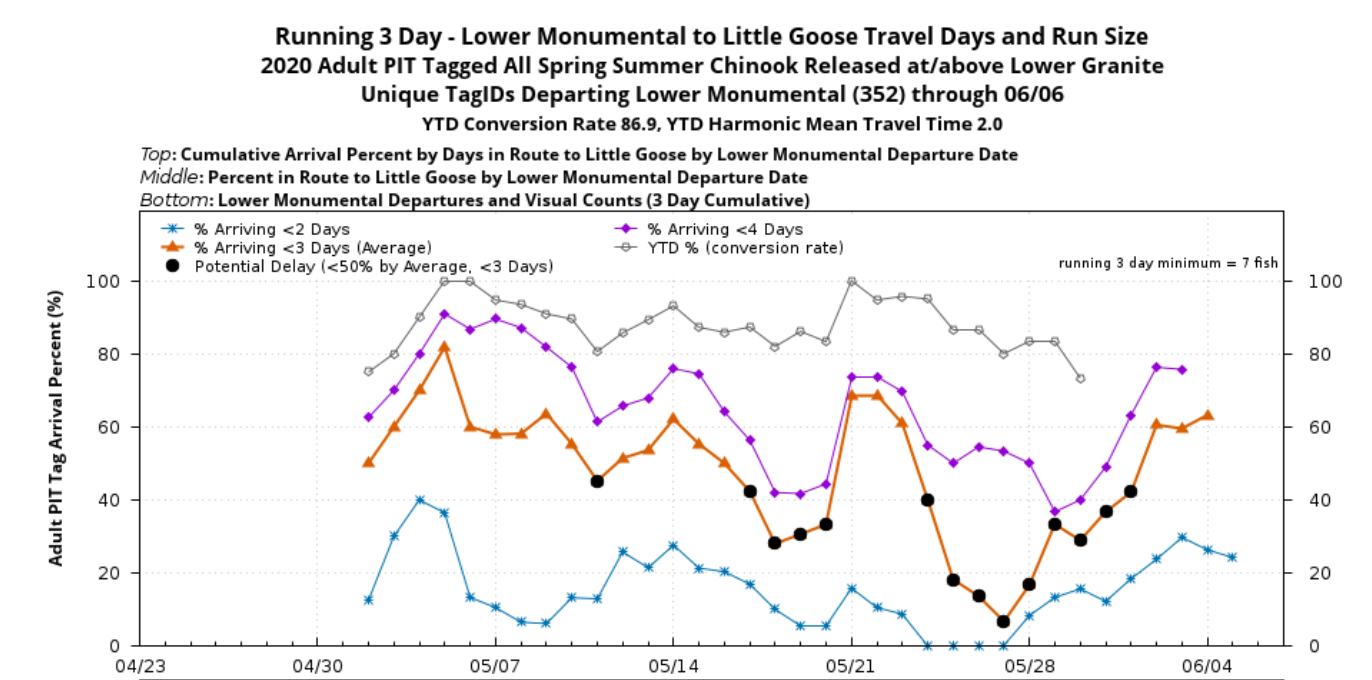 Running 3 Day - Lower Monumental to Little Goose Travel Days and Run Size
2020 Adult PIT Tagged All Spring Summer Chinook Released at/above Lower Granite
Unique TagIDs Departing Lower Monumental (352) through 06/06
YTD Conversion Rate 86.9, YTD Harmonic Mean Travel Time 2.0
Top: Cumulative Arrival Percent by Days in Route to Little Goose by Lower Monumental Departure Date
Middle: Percent in Route to Little Goose by Lower Monumental Departure Date
Bottom: Lower Monumental Departures and Visual Counts (3 Day Cumulative)
% Arriving <2 Days
% Arriving <4 Days
% Arriving <3 Days (Average)
YTD % (conversion rate)
Potential Delay (<50% by Average, <3 Days)
running 3 day minimum = 7 fish
Adult PIT Tag Arrival Percent (%)
100 100
80 80
60 60
40 40
20 20
0 0
04/23 04/30 05/07 05/14 05/21 05/28 06/04